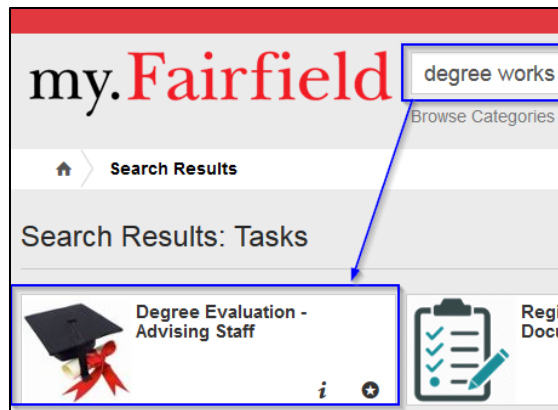 my.Fairfield
degree works
Browse Categories
Search Results
Search Results: Tasks
Degree Evaluation -
Advising Staff
i